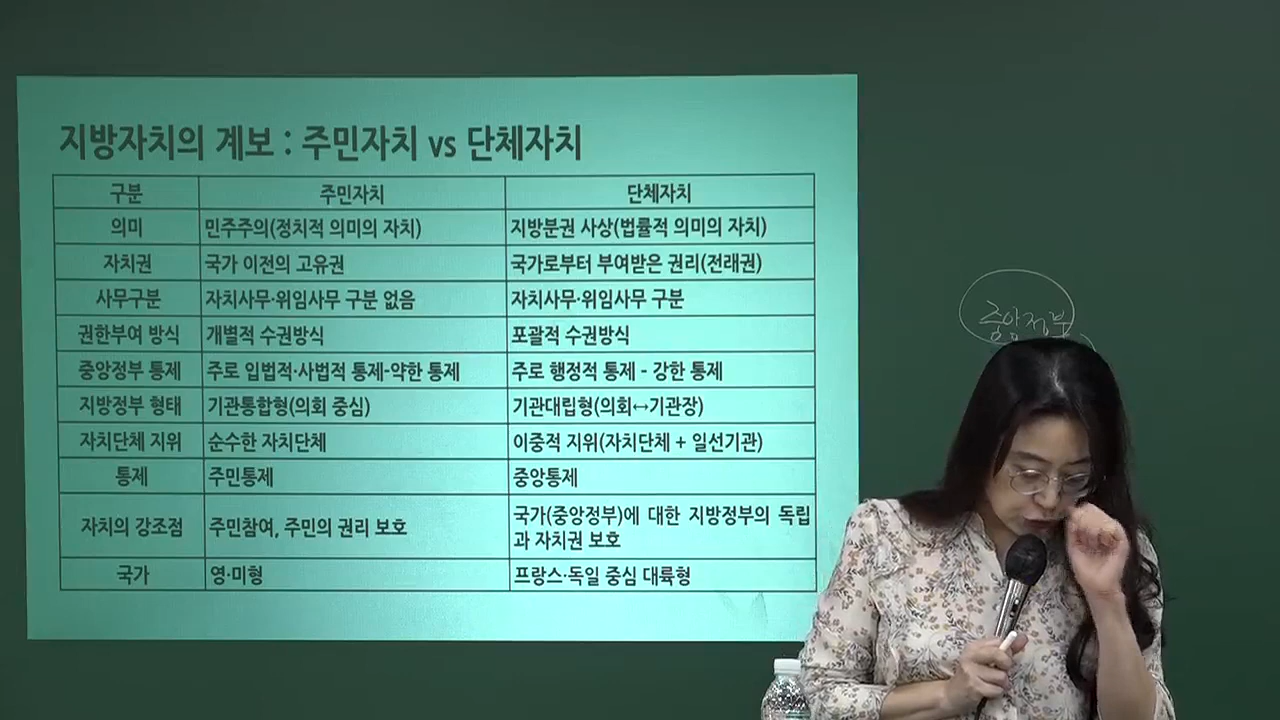 지방자치의 계보 : 주민자치 vs 단체자치
구분 주민자치 단체자치
의미 민주주의(정치적 의미의 자치) 지방분권 사상(법률적 의미의 자치)
자치권 국가 이전의 고유권 국가로부터 부여받은 권리(전래권)
사무구분 자치사무·위임사무 구분 없음 자치사무·위임사무 구분
권한부여 방식 개별적 수권방식 포괄적 수권방식
중앙정부 통제 주로 입법적·사법적 통제-약한 통제 주로 행정적 통제 - 강한 통제
지방정부 형태 기관통합형(의회 중심) 기관대립형(의회↔기관장)
자치단체 지위 순수한 자치단체 이중적 지위(자치단체 + 일선기관)
통제 주민통제 중앙통제
자치의 강조점 주민참여, 주민의 권리 보호 국가(중앙정부)에 대한 지방정부의 독립
과 자치권 보호
국가 영·미형 프랑스·독일 중심 대륙형
중앙정부